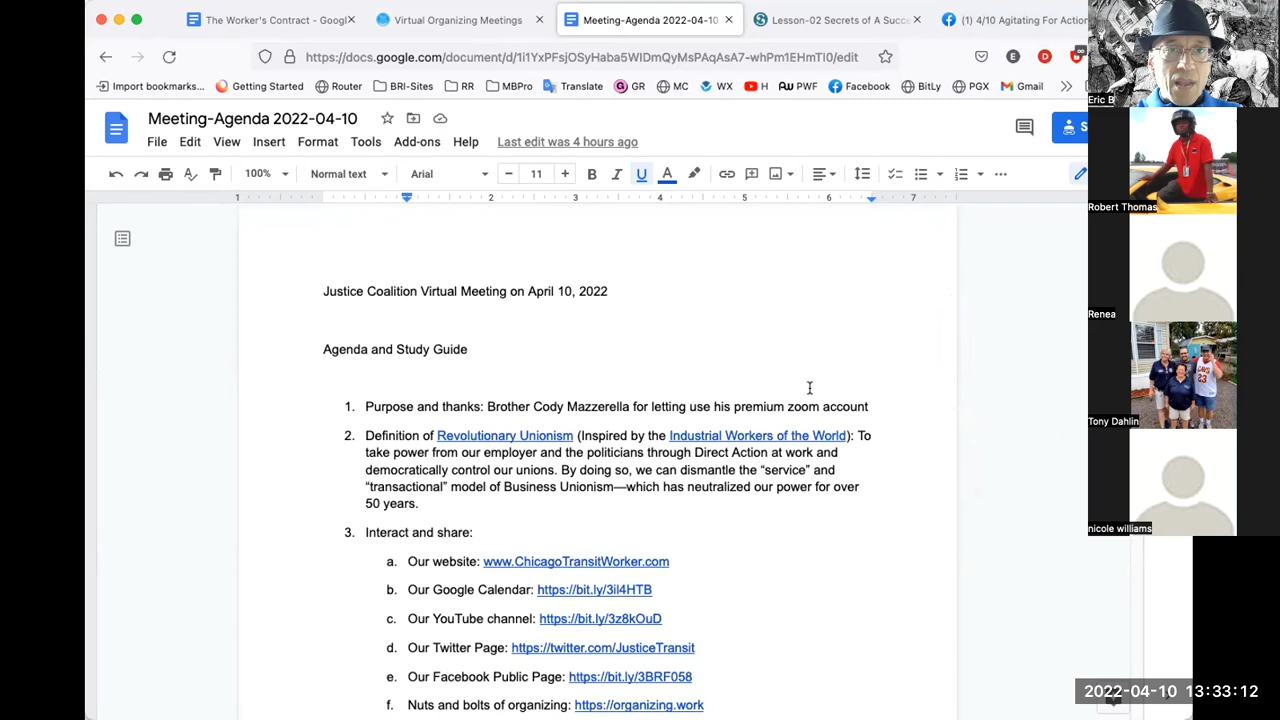 The Worker's Contract - Googl
Virtual Organizing Meetings
Meeting-Agenda 2022-04-10
Lesson-02 Secrets of A Succe
(1) 4/10 Agitating For Action
https://docs.google.com/document/d/1i1YxPFsjOSyHaba5WIDmQyMsPAqAsA7-whPm1EHmTI0/edit
Import bookmarks...
Getting Started
Router
BRI-Sites
RR
MBPro
Translate
GR
MC
WX
H
PWF
Facebook
BitLy
PGX
Gmail
Meeting-Agenda 2022-04-10
File Edit View Insert Format Tools Add-ons Help Last edit was 4 hours ago
100% Normal text Arial 11 B I U A
1 1 2 3 4 5 6 7
Justice Coalition Virtual Meeting on April 10, 2022
Agenda and Study Guide
1. Purpose and thanks: Brother Cody Mazzerella for letting use his premium zoom account
2. Definition of Revolutionary Unionism (Inspired by the Industrial Workers of the World): To
take power from our employer and the politicians through Direct Action at work and
democratically control our unions. By doing so, we can dismantle the “service” and
“transactional” model of Business Unionism—which has neutralized our power for over
50 years.
3. Interact and share:
a. Our website: www.ChicagoTransitWorker.com
b. Our Google Calendar: https://bit.ly/3il4HTB
c. Our YouTube channel: https://bit.ly/3z8kOuD
d. Our Twitter Page: https://twitter.com/JusticeTransit
e. Our Facebook Public Page: https://bit.ly/3BRF058
f. Nuts and bolts of organizing: https://organizing.work
Eric B
Robert Thomas
Renea
Tony Dahlin
nicole williams
2022-04-10 13:33:12